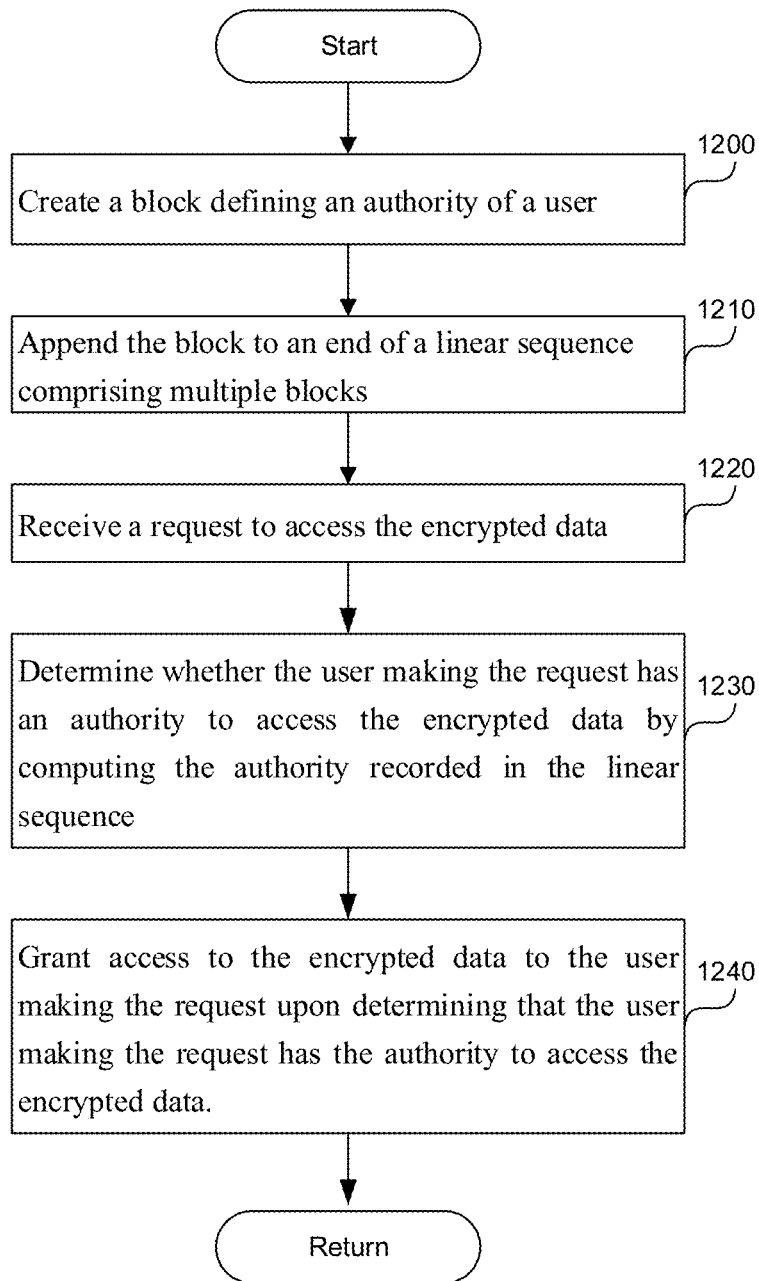 Start
1200
Create a block defining an authority of a user
1210
Append the block to an end of a linear sequence
comprising multiple blocks
1220
Receive a request to access the encrypted data
1230
Determine whether the user making the request has
an authority to access the encrypted data by
computing the authority recorded in the linear
sequence
1240
Grant access to the encrypted data to the user
making the request upon determining that the user
making the request has the authority to access the
encrypted data.
Return